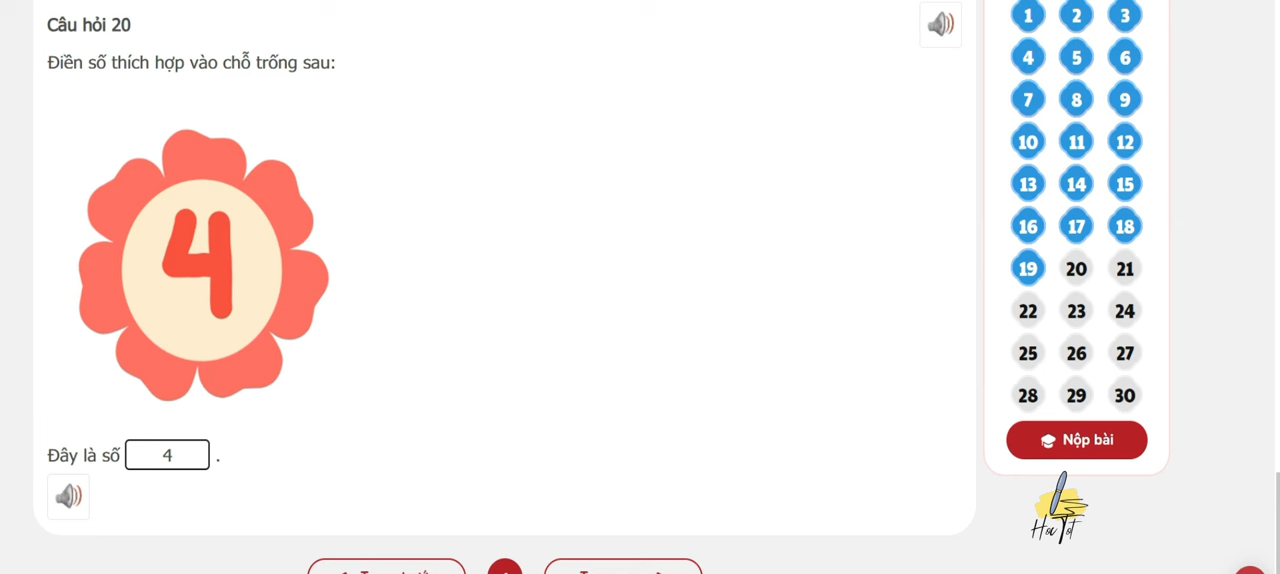 Câu hỏi 20
Điền số thích hợp vào chỗ trống sau:
4
Đây là số 4 .
1 2 3
4 5 6
7 8 9
10 11 12
13 14 15
16 17 18
19 20 21
22 23 24
25 26 27
28 29 30
Nộp bài